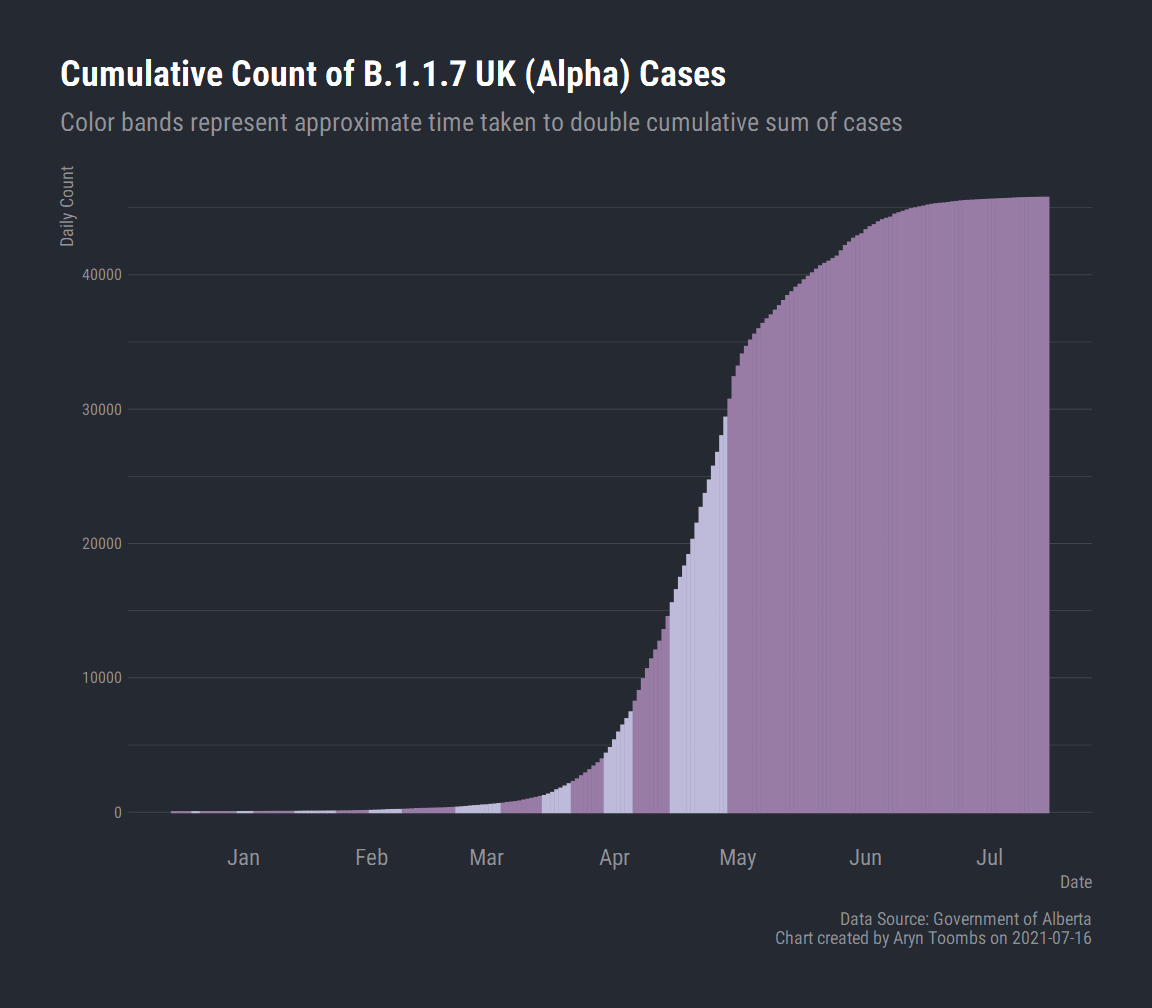 Cumulative Count of B.1.1.7 UK (Alpha) Cases
Color bands represent approximate time taken to double cumulative sum of cases
Daily Count
40000
30000
20000
10000
0
Jan Feb Mar Apr May Jun Jul
Date
Data Source: Government of Alberta
Chart created by Aryn Toombs on 2021-07-16